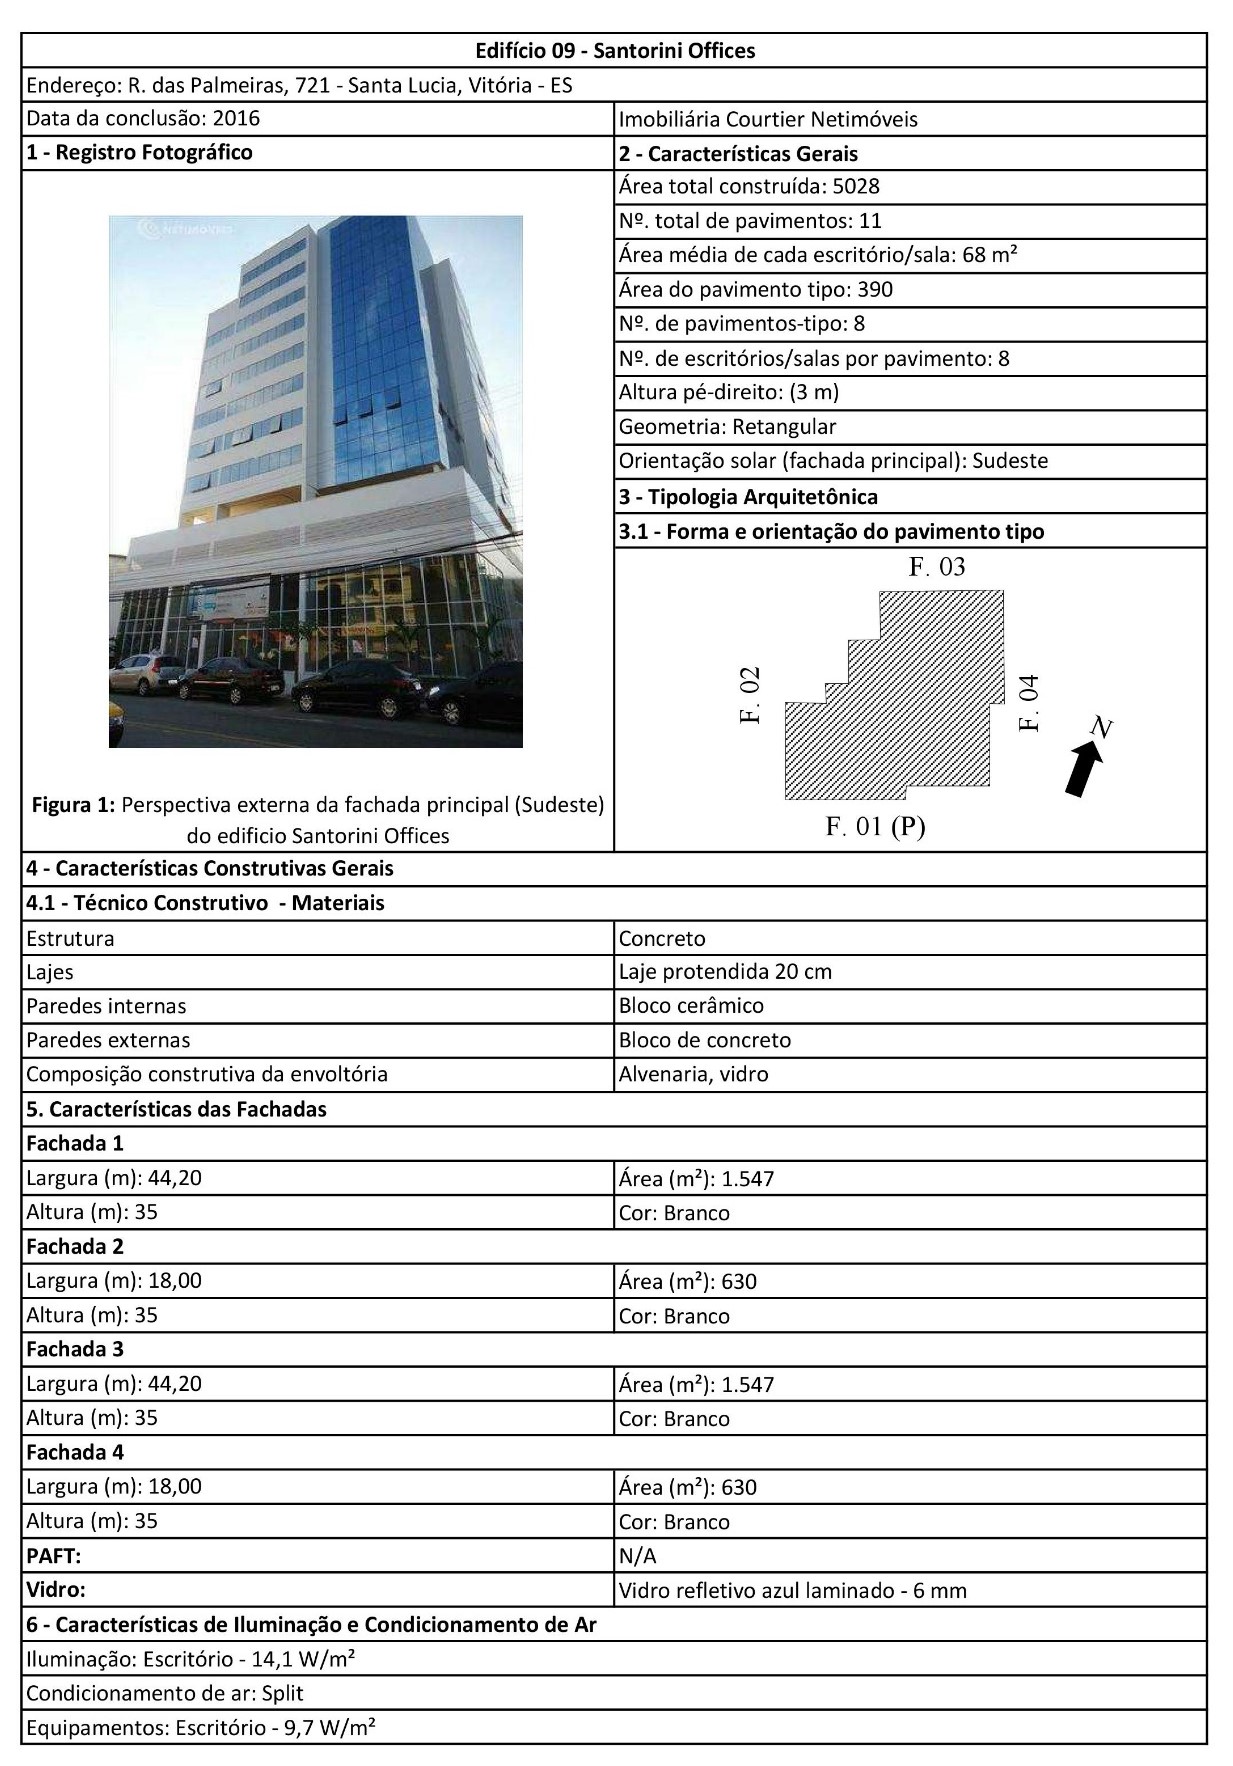 Edifício 09 - Santorini Offices
Endereço: R. das Palmeiras, 721 - Santa Lucia, Vitória - ES
Data da conclusão: 2016
Imobiliária Courtier Netimóveis
1 - Registro Fotográfico
2 - Características Gerais
NETIMÓVEIS
Área total construída: 5028
Nº. total de pavimentos: 11
Área média de cada escritório/sala: 68 m²
Área do pavimento tipo: 390
Nº. de pavimentos-tipo: 8
Nº. de escritórios/salas por pavimento: 8
Altura pé-direito: (3 m)
Geometria: Retangular
Orientação solar (fachada principal): Sudeste
3 - Tipologia Arquitetônica
3.1 - Forma e orientação do pavimento tipo
F. 03
F. 02
F. 04
N
F. 01 (P)
Figura 1: Perspectiva externa da fachada principal (Sudeste)
do edificio Santorini Offices
4 - Características Construtivas Gerais
4.1 - Técnico Construtivo  - Materiais
Estrutura
Concreto
Lajes
Laje protendida 20 cm
Paredes internas
Bloco cerâmico
Paredes externas
Bloco de concreto
Composição construtiva da envoltória
Alvenaria, vidro
5. Características das Fachadas
Fachada 1
Largura (m): 44,20
Área (m²): 1.547
Altura (m): 35
Cor: Branco
Fachada 2
Largura (m): 18,00
Área (m²): 630
Altura (m): 35
Cor: Branco
Fachada 3
Largura (m): 44,20
Área (m²): 1.547
Altura (m): 35
Cor: Branco
Fachada 4
Largura (m): 18,00
Área (m²): 630
Altura (m): 35
Cor: Branco
PAFT:
N/A
Vidro:
Vidro refletivo azul laminado - 6 mm
6 - Características de Iluminação e Condicionamento de Ar
Iluminação: Escritório - 14,1 W/m²
Condicionamento de ar: Split
Equipamentos: Escritório - 9,7 W/m²